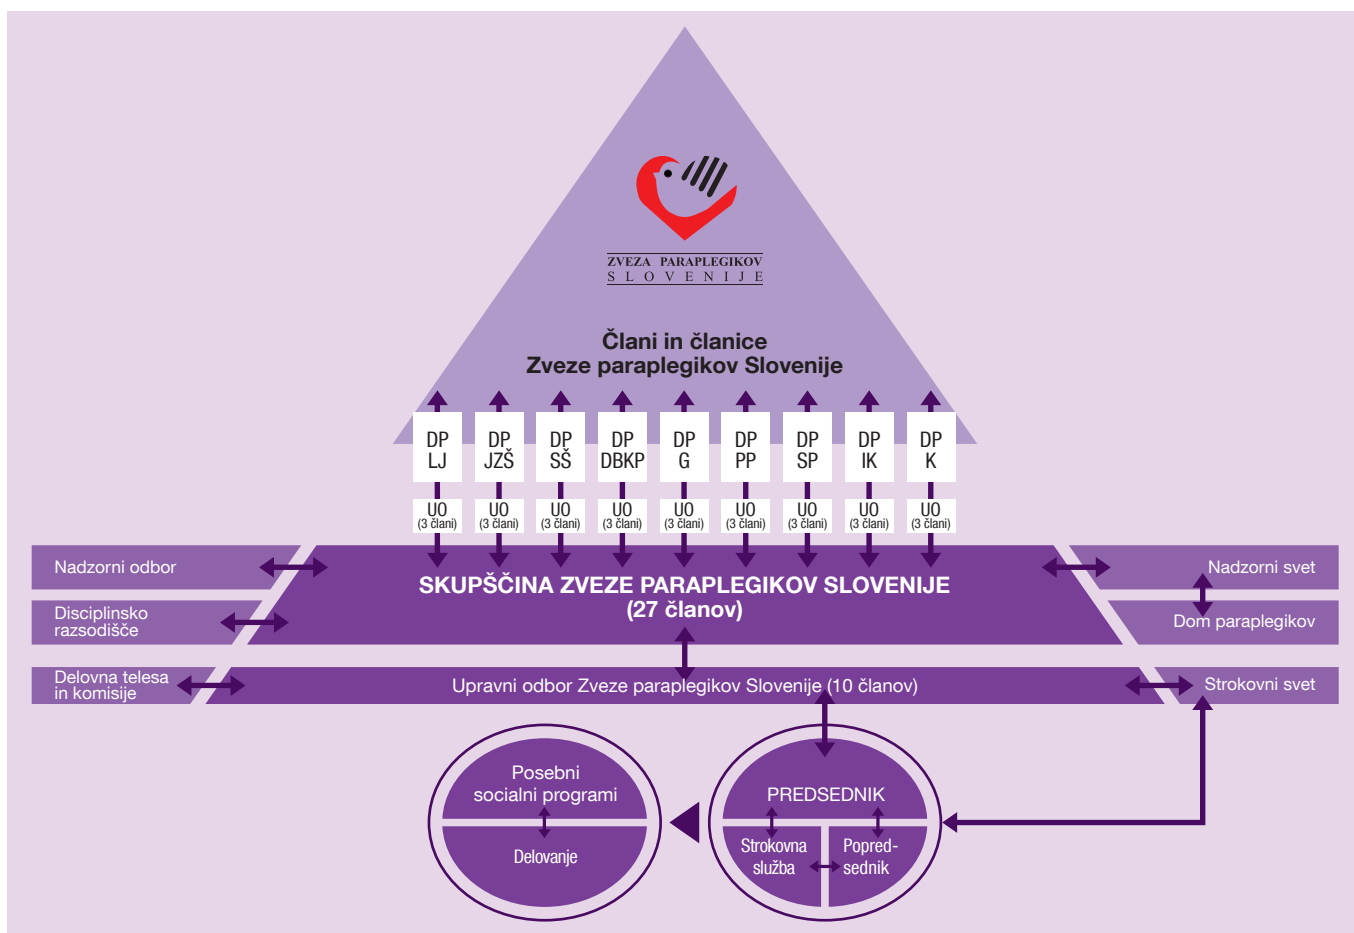 ZVEZA PARAPLEGIKOV
SLOVENIJE
Člani in članice
Zveze paraplegikov Slovenije
DP
LJ
DP
JZŠ
DP
SŠ
DP
DBKP
DP
G
DP
PP
DP
SP
DP
IK
DP
K
UO
(3 člani)
UO
(3 člani)
UO
(3 člani)
UO
(3 člani)
UO
(3 člani)
UO
(3 člani)
UO
(3 člani)
UO
(3 člani)
UO
(3 člani)
Nadzorni odbor
Disciplinsko
razsodišče
SKUPŠČINA ZVEZE PARAPLEGIKOV SLOVENIJE
(27 članov)
Nadzorni svet
Dom paraplegikov
Delovna telesa
in komisije
Upravni odbor Zveze paraplegikov Slovenije (10 članov)
Strokovni svet
Posebni
socialni programi
Delovanje
PREDSEDNIK
Strokovna
služba
Popred-
sednik